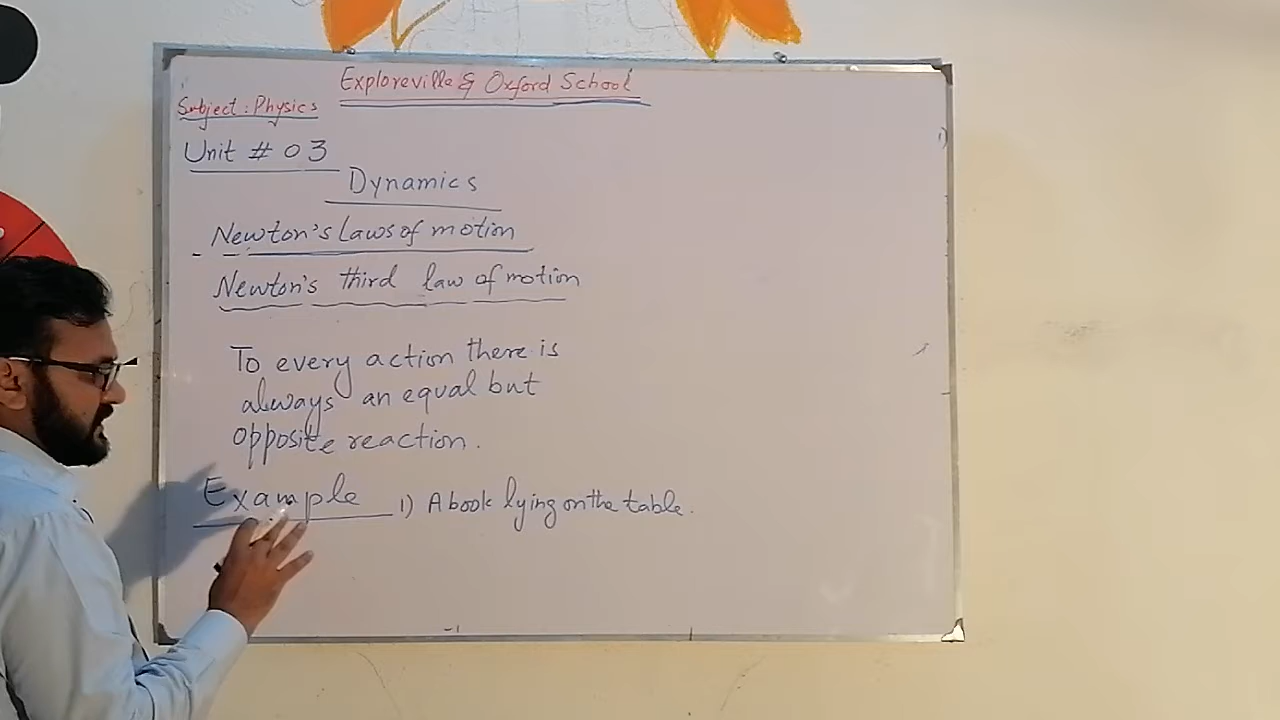 Exploreville & Oxford School
Subject : Physics
Unit # 03
Dynamics
Newton's Laws of motion
Newton's third law of motion
To every action there is
always an equal but
opposite reaction.
Example 1) A book lying on the table.
1)